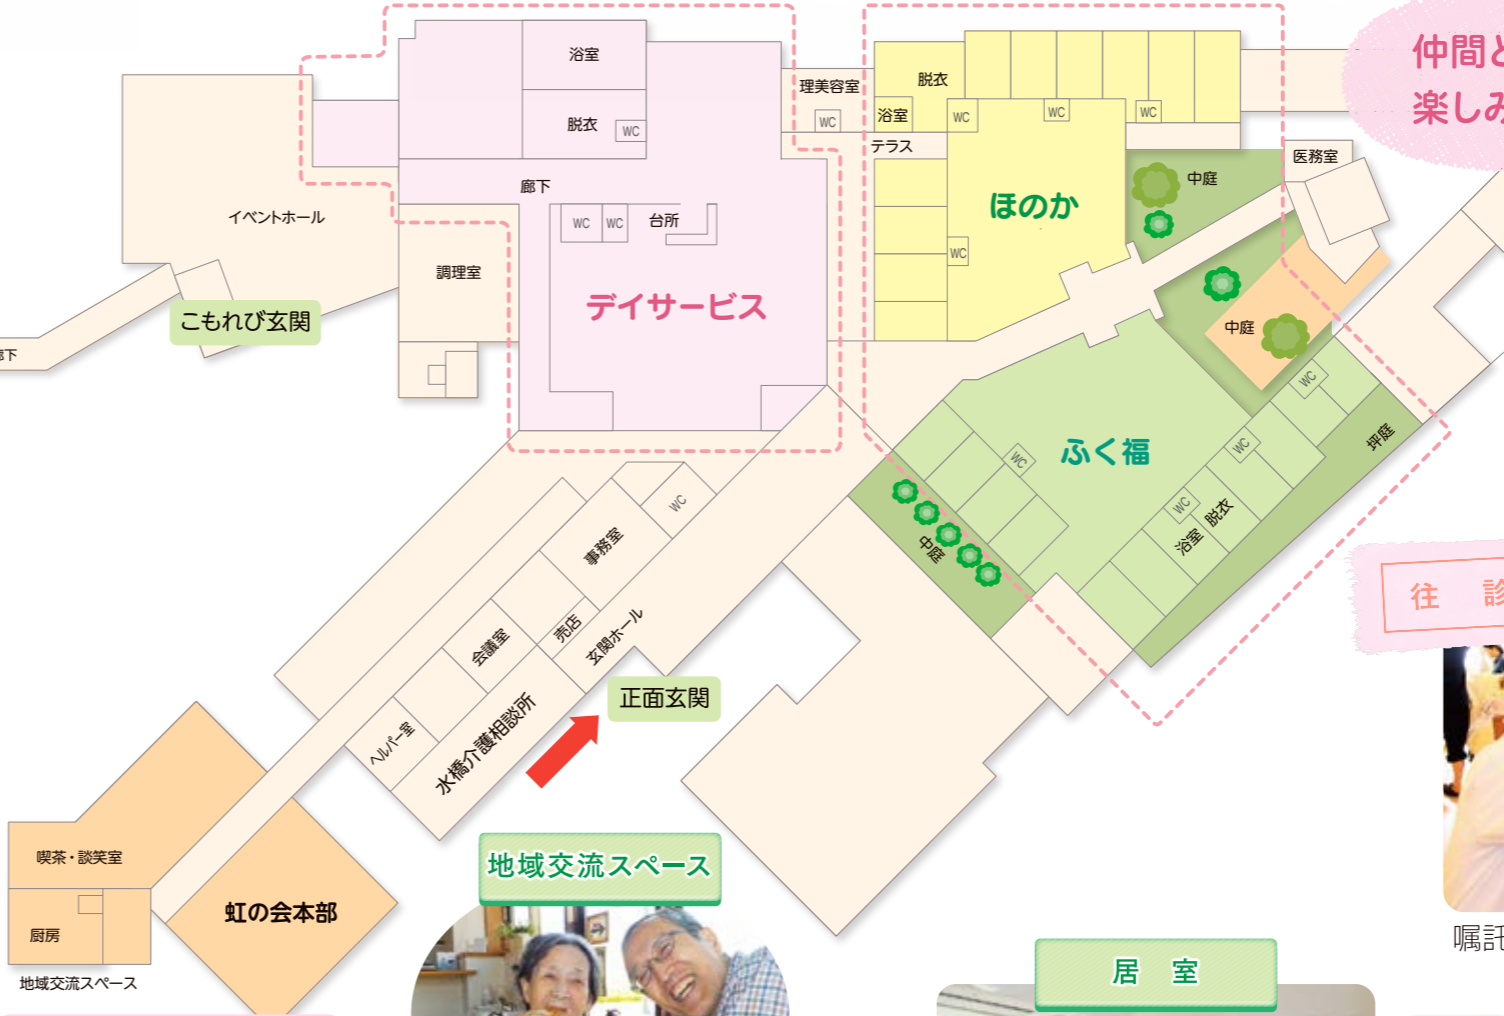 仲間と
楽しみ
浴室
脱衣
WC
理美容室
WC
脱衣
浴室
WC
WC
WC
テラス
医務室
中庭
廊下
イベントホール
WC
WC
台所
ほのか
WC
調理室
デイサービス
こもれび玄関
中庭
下
WC
坪庭
ふく福
WC
WC
WC
脱衣
浴室
中庭
WC
事務室
売店
会議室
玄関ホール
正面玄関
ヘルパー室
水橋介護相談所
往 診
喫茶・談笑室
地域交流スペース
虹の会本部
厨房
嘱託
地域交流スペース
居 室